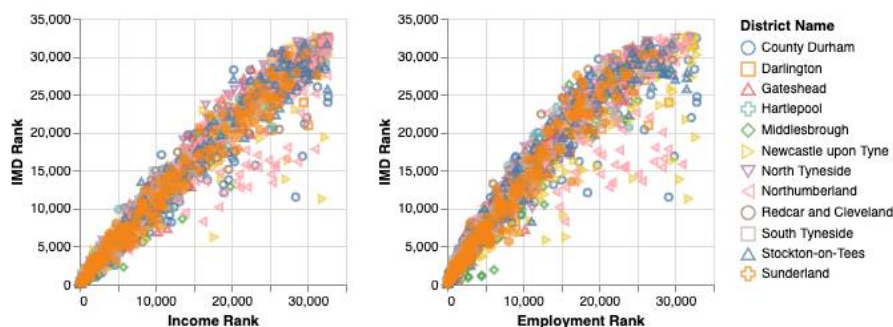 35,000
30,000
25,000
20,000
15,000
10,000
5,000
0
IMD Rank
0
10,000
20,000
30,000
Income Rank
35,000
30,000
25,000
20,000
15,000
10,000
5,000
0
IMD Rank
0
10,000
20,000
30,000
Employment Rank
District Name
County Durham
Darlington
Gateshead
Hartlepool
Middlesbrough
Newcastle upon Tyne
North Tyneside
Northumberland
Redcar and Cleveland
South Tyneside
Stockton-on-Tees
Sunderland